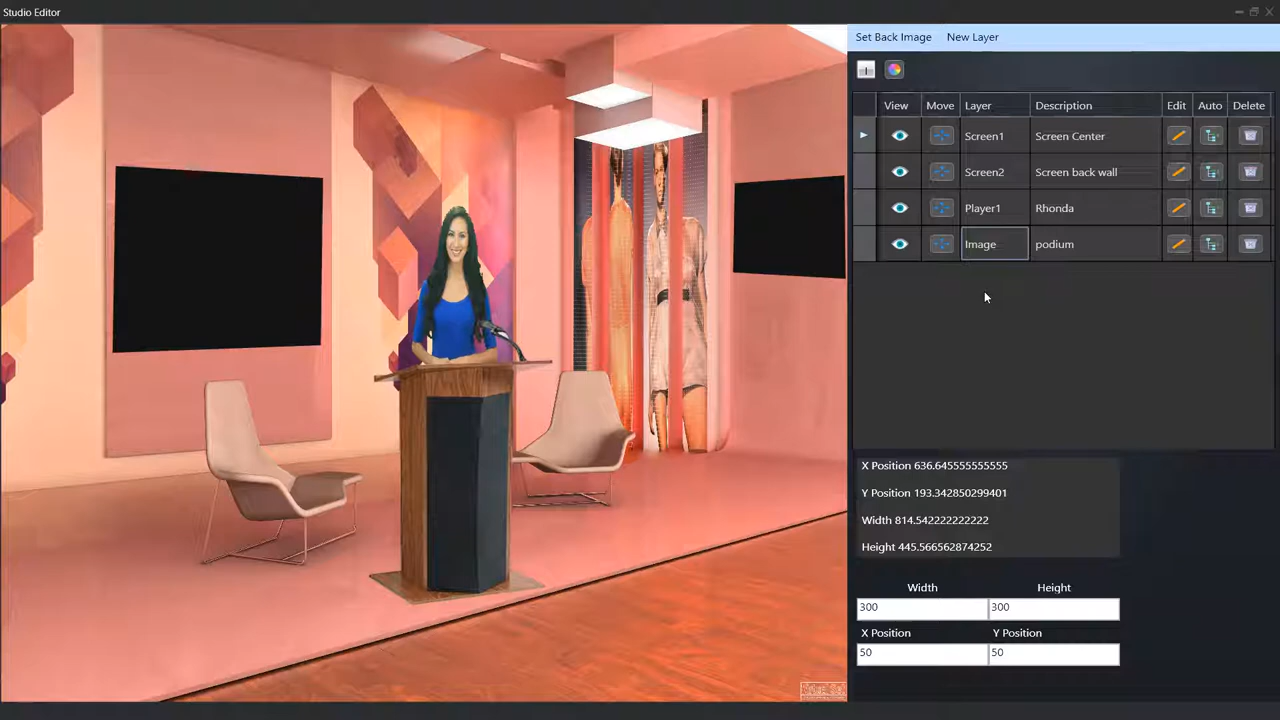 Studio Editor
Set Back Image New Layer
View Move Layer Description Edit Auto Delete
Screen1 Screen Center
Screen2 Screen back wall
Player1 Rhonda
Image podium
X Position 636.645555555555
Y Position 193.342850299401
Width 814.542222222222
Height 445.566562874252
Width Height
300 300
X Position Y Position
50 50